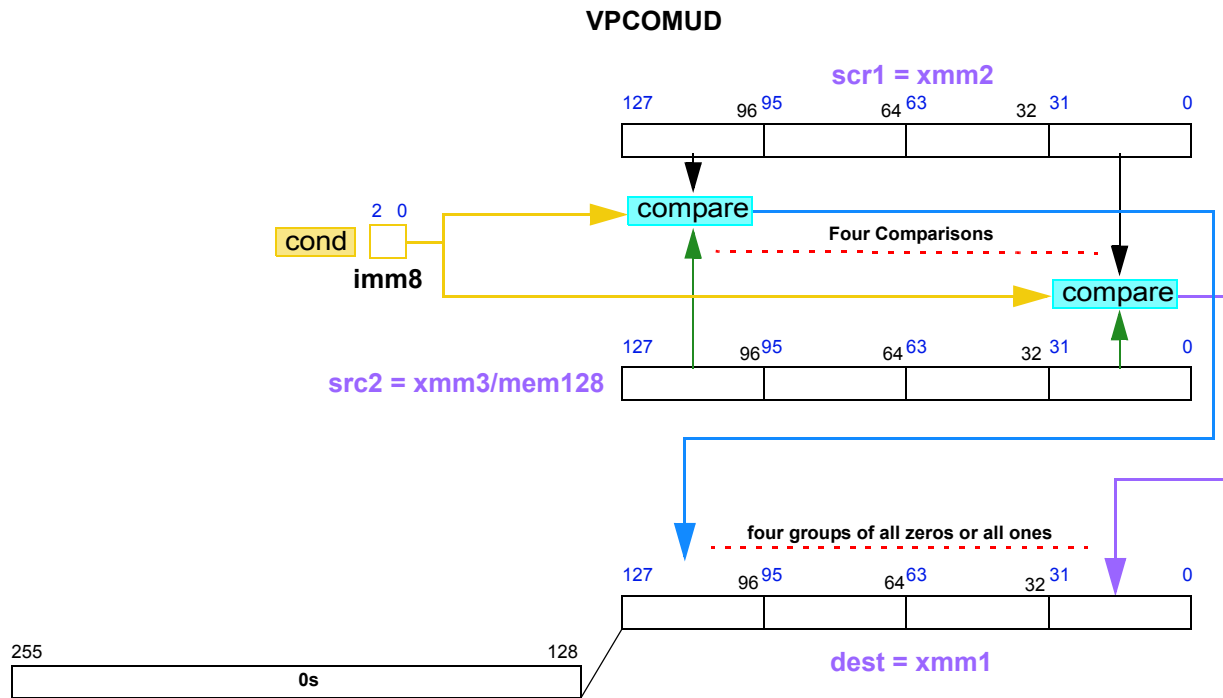 VPCOMUD
scr1 = xmm2
127 96 95 64 63 32 31 0
compare
2 0
cond
imm8
Four Comparisons
compare
127 96 95 64 63 32 31 0
src2 = xmm3/mem128
four groups of all zeros or all ones
127 96 95 64 63 32 31 0
255 128
0s
dest = xmm1